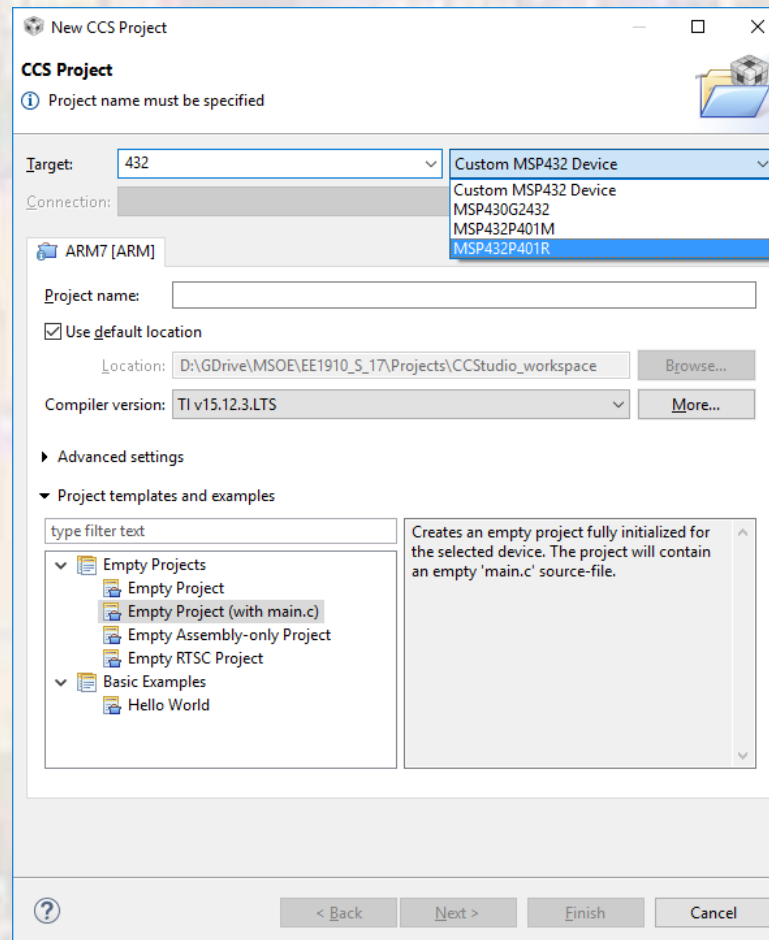 New CCS Project
CCS Project
Project name must be specified
Target: 432 Custom MSP432 Device
Custom MSP432 Device
Connection:
MSP430G2432
MSP432P401M
MSP432P401R
ARM7 [ARM]
Project name:
Use default location
Location: D:\GDrive\MSOE\EE1910_S_17\Projects\CCStudio_workspace Browse...
Compiler version: TI v15.12.3.LTS More...
Advanced settings
Project templates and examples
type filter text
Empty Projects
Empty Project
Empty Project (with main.c)
Empty Assembly-only Project
Empty RTSC Project
Basic Examples
Hello World
Creates an empty project fully initialized for
the selected device. The project will contain
an empty 'main.c' source-file.
? < Back Next > Finish Cancel